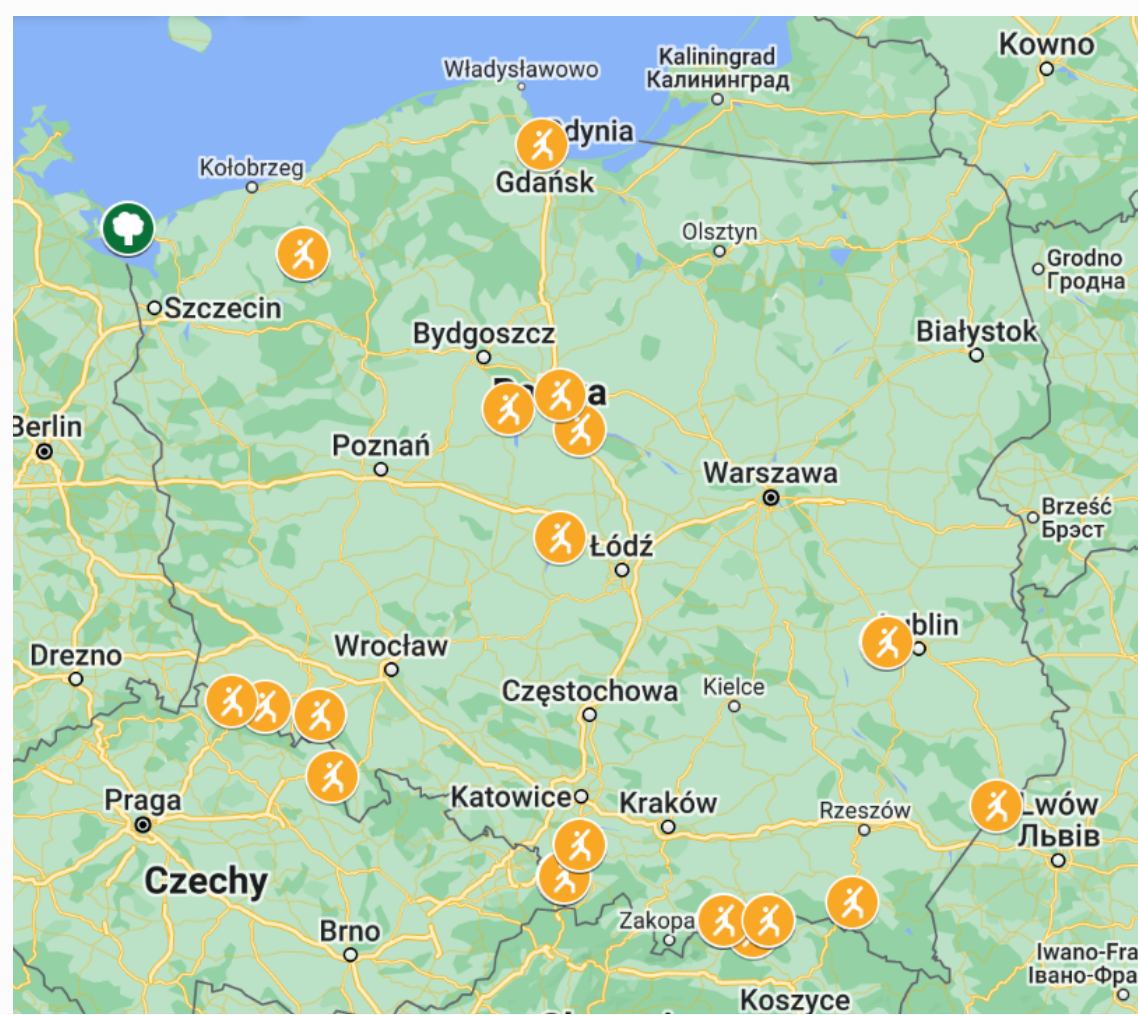 Władysławowo
Kaliningrad
Калининград
Kowno
dynia
Kołobrzeg
Gdańsk
Olsztyn
Grodno
Гродна
Szczecin
Bydgoszcz
Białystok
Berlin
Poznań
Warszawa
Brześć
Брэст
Łódź
Drezno
Wrocław
blin
Częstochowa
Kielce
Praga
Katowice
Kraków
Rzeszów
Lwów
Львів
Czechy
Brno
Zakopa
Iwano-Fra
Івано-Фра
Koszyce